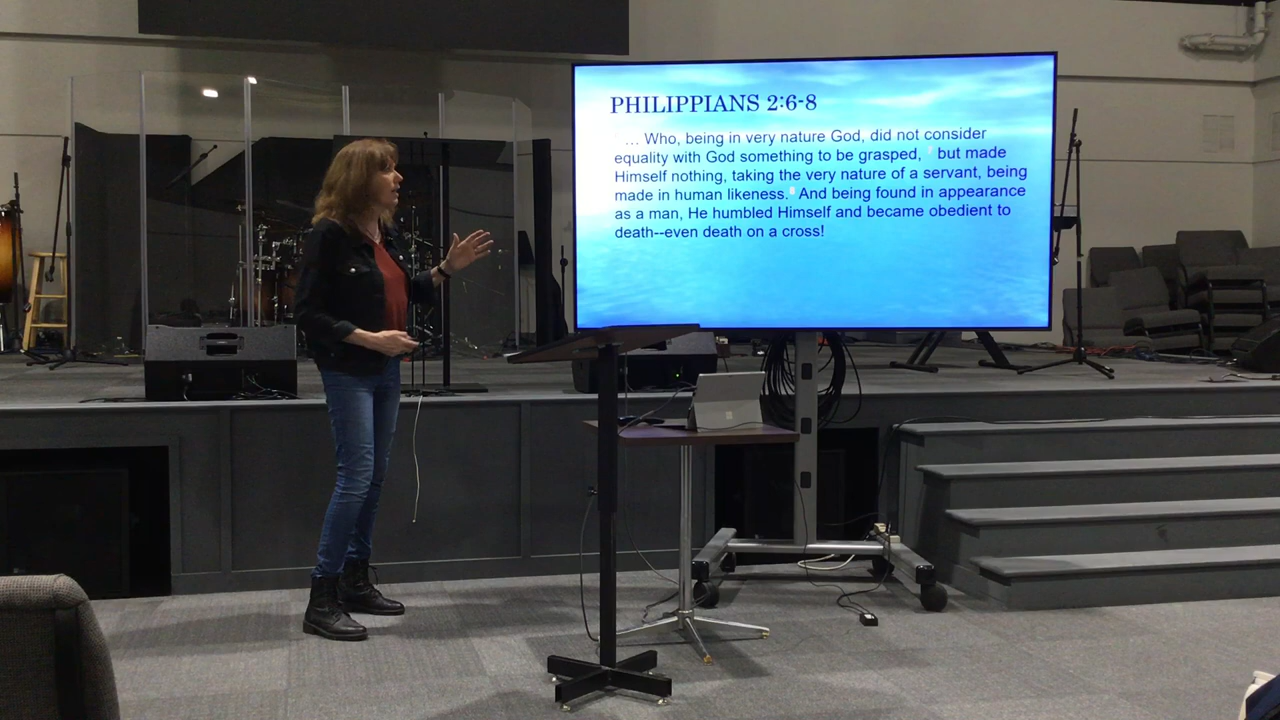 PHILIPPIANS 2:6-8
… Who, being in very nature God, did not consider
equality with God something to be grasped, 7 but made
Himself nothing, taking the very nature of a servant, being
made in human likeness. 8 And being found in appearance
as a man, He humbled Himself and became obedient to
death--even death on a cross!